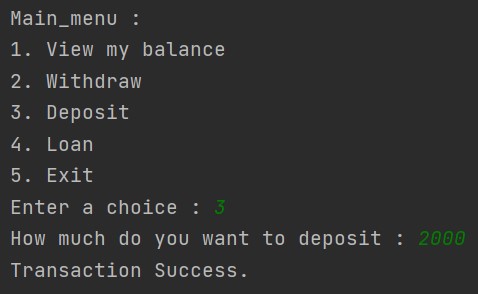 Main_menu :
1. View my balance
2. Withdraw
3. Deposit
4. Loan
5. Exit
Enter a choice : 3
How much do you want to deposit : 2000
Transaction Success.